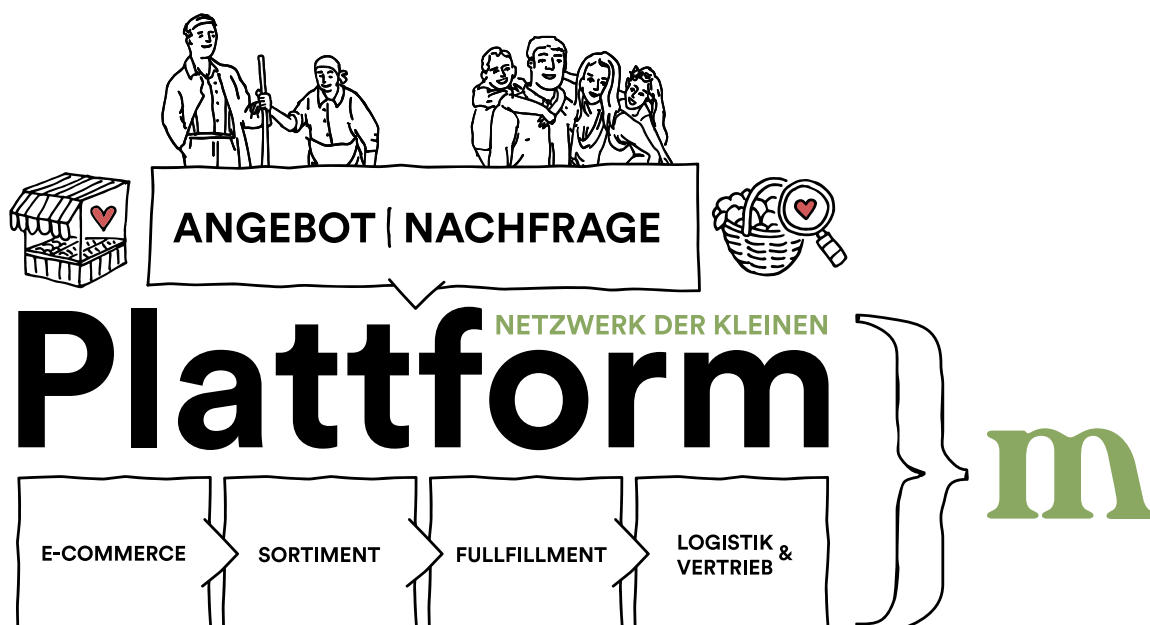 ANGEBOT | NACHFRAGE
NETZWERK DER KLEINEN
Plattform
m
E-COMMERCE
SORTIMENT
FULLFILLMENT
LOGISTIK &
VERTRIEB